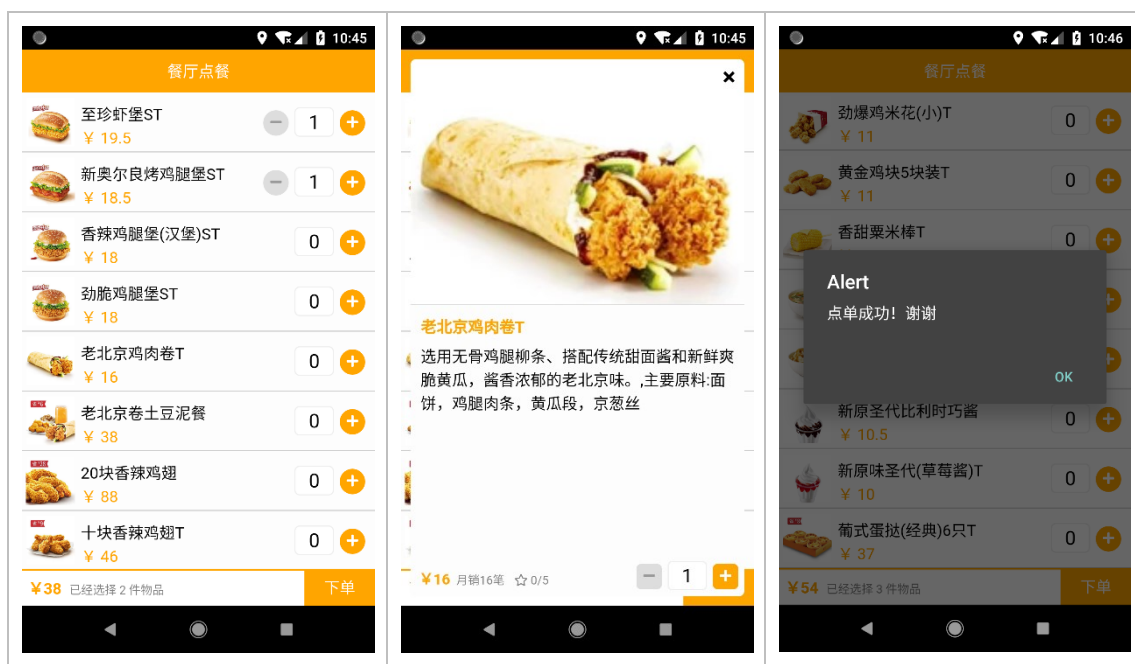 10:45
餐厅点餐
至珍虾堡ST
¥ 19.5
1
新奥尔良烤鸡腿堡ST
¥ 18.5
1
香辣鸡腿堡(汉堡)ST
¥ 18
0
劲脆鸡腿堡ST
¥ 18
0
老北京鸡肉卷T
¥ 16
0
老北京卷土豆泥餐
¥ 38
0
20块香辣鸡翅
¥ 88
0
十块香辣鸡翅T
¥ 46
0
¥38 已经选择 2 件物品
下单
10:45
老北京鸡肉卷T
选用无骨鸡腿柳条、搭配传统甜面酱和新鲜爽
脆黄瓜，酱香浓郁的老北京味。,主要原料:面
饼，鸡腿肉条，黄瓜段，京葱丝
¥16 月销16笔 0/5
1
10:46
餐厅点餐
劲爆鸡米花(小)T
¥ 11
0
黄金鸡块5块装T
¥ 11
0
香甜粟米棒T
0
Alert
点单成功！谢谢
OK
新原圣代比利时巧酱
¥ 10.5
0
新原味圣代(草莓酱)T
¥ 10
0
葡式蛋挞(经典)6只T
¥ 37
0
¥54 已经选择 3 件物品
下单